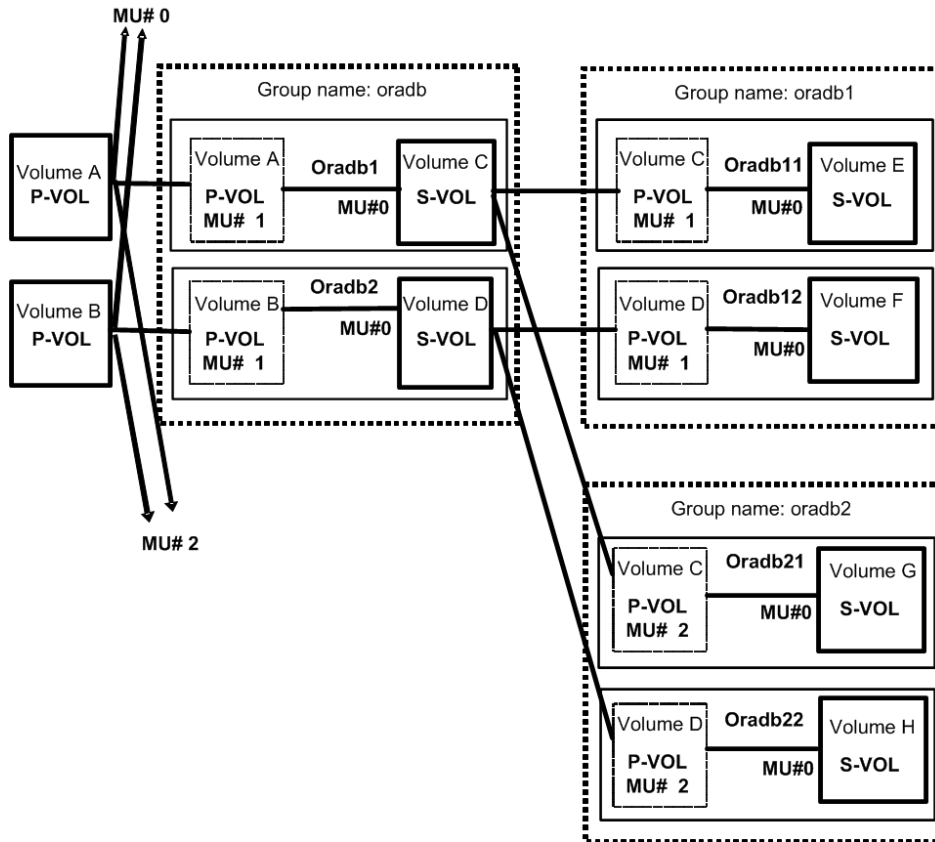 MU# 0
Volume A
P-VOL
Volume B
P-VOL
MU# 2
Group name: oradb
Volume A
P-VOL
MU# 1
Oradb1
MU#0
Volume C
S-VOL
Volume B
P-VOL
MU# 1
Oradb2
MU#0
Volume D
S-VOL
Group name: oradb1
Volume C
P-VOL
MU# 1
Oradb11
MU#0
Volume E
S-VOL
Volume D
P-VOL
MU# 1
Oradb12
MU#0
Volume F
S-VOL
Group name: oradb2
Volume C
P-VOL
MU# 2
Oradb21
MU#0
Volume G
S-VOL
Volume D
P-VOL
MU# 2
Oradb22
MU#0
Volume H
S-VOL